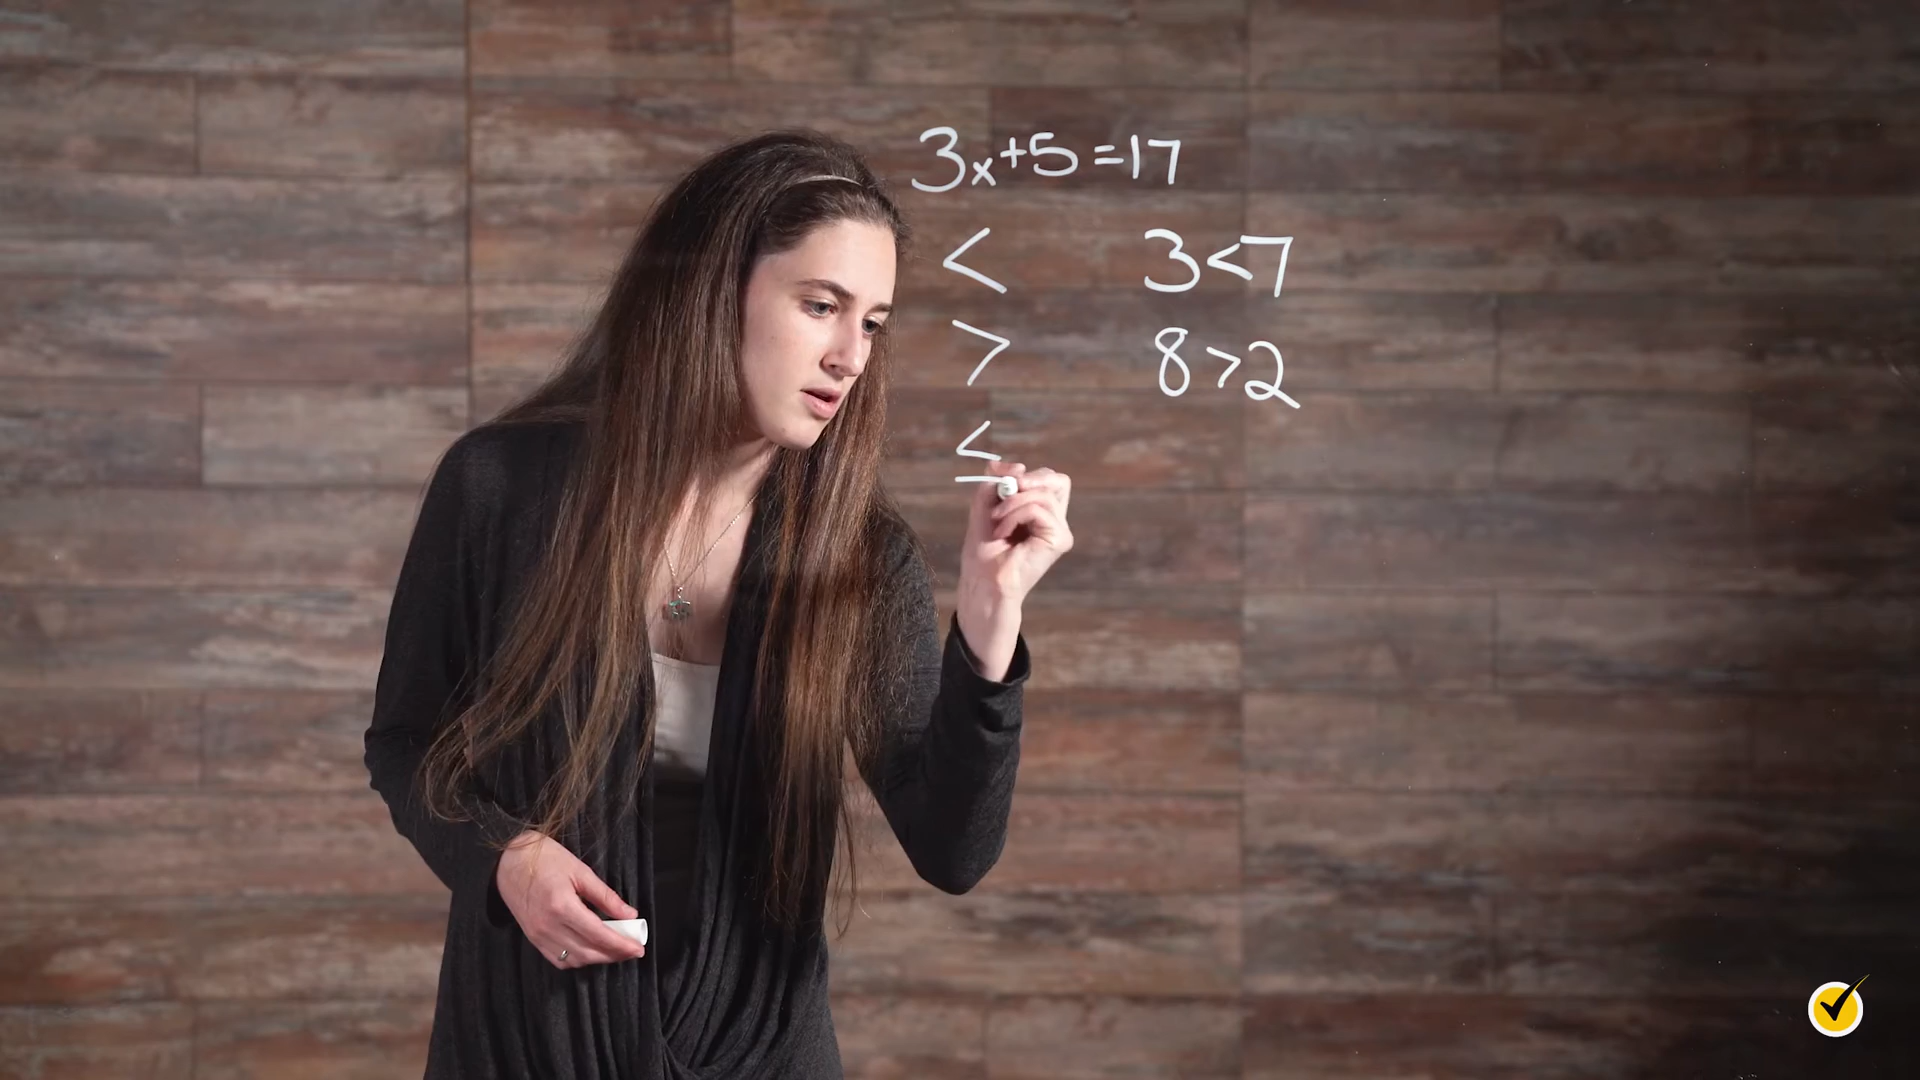 3x+5=17
< 3<7
> 8>2
≤